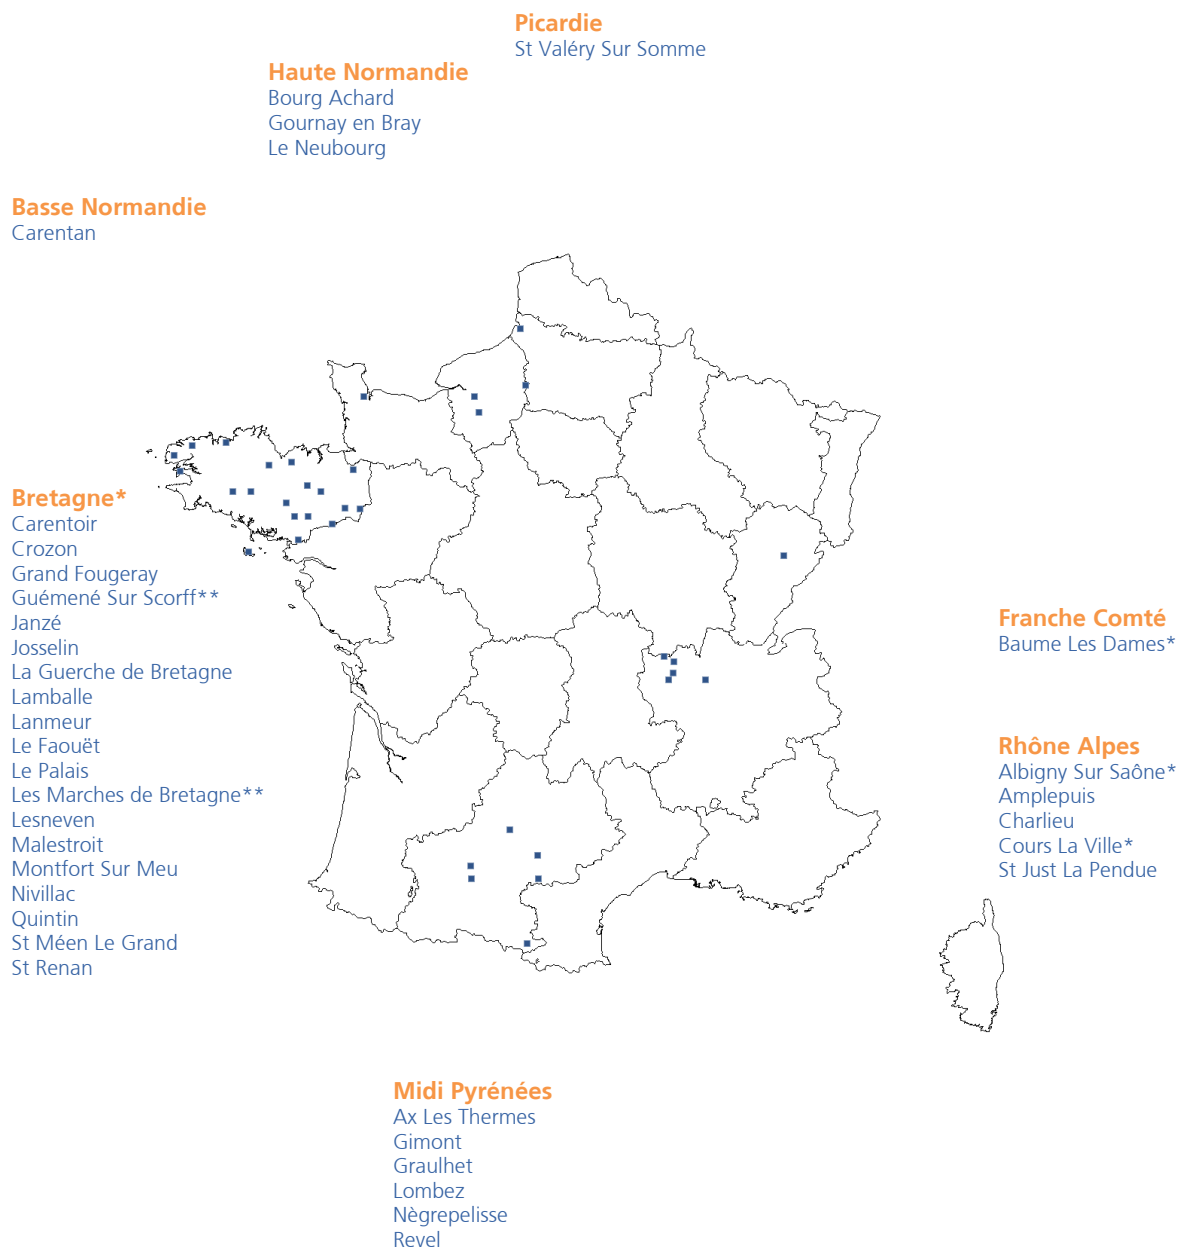 Picardie
St Valéry Sur Somme
Haute Normandie
Bourg Achard
Gournay en Bray
Le Neubourg
Basse Normandie
Carentan
Bretagne*
Carentoir
Crozon
Grand Fougeray
Guémené Sur Scorff**
Janzé
Josselin
La Guerche de Bretagne
Lamballe
Lanmeur
Le Faouët
Le Palais
Les Marches de Bretagne**
Lesneven
Malestroit
Montfort Sur Meu
Nivillac
Quintin
St Méen Le Grand
St Renan
Franche Comté
Baume Les Dames*
Rhône Alpes
Albigny Sur Saône*
Amplepuis
Charlieu
Cours La Ville*
St Just La Pendue
Midi Pyrénées
Ax Les Thermes
Gimont
Graulhet
Lombez
Nègrepelisse
Revel